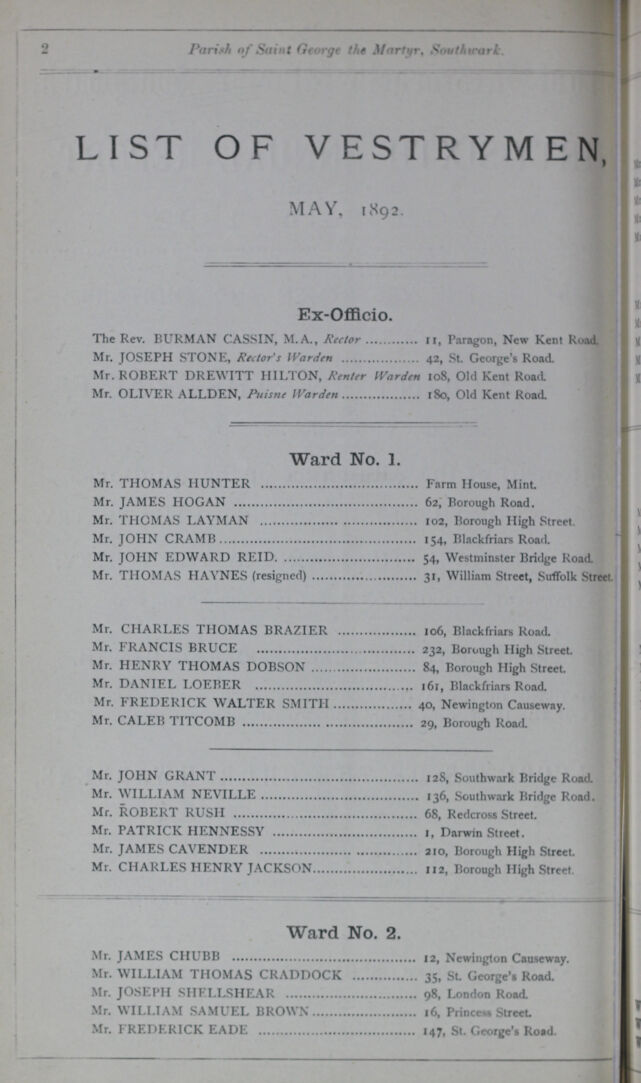 2 Parish of Saint George the Martyr, Southwark.
LIST OF VESTRYMEN,
MAY, 1892.
Ex-Officio.
The Rev. BURMAN CASSIN, M.A., Rector ........... 11, Paragon, New Kent Road.
Mr. JOSEPH STONE, Rector's Warden ................ 42, St. George's Road.
Mr. ROBERT DREWITT HILTON, Renter Warden 108, Old Kent Road.
Mr. OLIVER ALLDEN, Puisne Warden ................ 180, Old Kent Road.
Ward No. 1.
Mr. THOMAS HUNTER ................................ Farm House, Mint.
Mr. JAMES HOGAN ..................................... 62, Borough Road.
Mr. THOMAS LAYMAN ................................ 102, Borough High Street.
Mr. JOHN CRAMB ........................................ 154, Blackfriars Road.
Mr. JOHN EDWARD REID. ........................... 54, Westminster Bridge Road.
Mr. THOMAS HAYNES (resigned) ..................... 31, William Street, Suffolk Street.
Mr. CHARLES THOMAS BRAZIER ................ 106, Blackfriars Road.
Mr. FRANCIS BRUCE ................................ 232, Borough High Street.
Mr. HENRY THOMAS DOBSON ..................... 84, Borough High Street.
Mr. DANIEL LOEBER ................................ 161, Blackfriars Road.
Mr. FREDERICK WALTER SMITH ................ 40, Newington Causeway.
Mr. CALEB TITCOMB .................................. 29, Borough Road.
Mr. JOHN GRANT ........................................ 128, Southwark Bridge Road.
Mr. WILLIAM NEVILLE ................................ 136, Southwark Bridge Road.
Mr. ROBERT RUSH ..................................... 68, Redcross Street.
Mr. PATRICK HENNESSY ............................. 1, Darwin Street.
Mr. JAMES CAVENDER ................................ 210, Borough High Street.
Mr. CHARLES HENRY JACKSON ..................... 112, Borough High Street.
Ward No. 2.
Mr. JAMES CHUBB ..................................... 12, Newington Causeway.
Mr. WILLIAM THOMAS CRADDOCK ............. 35, St. George's Road.
Mr. JOSEPH SHELLSHEAR .......................... 98, London Road.
Mr. WILLIAM SAMUEL BROWN ..................... 16, Princess Street.
Mr. FREDERICK EADE ................................ 147, St. George's Road.